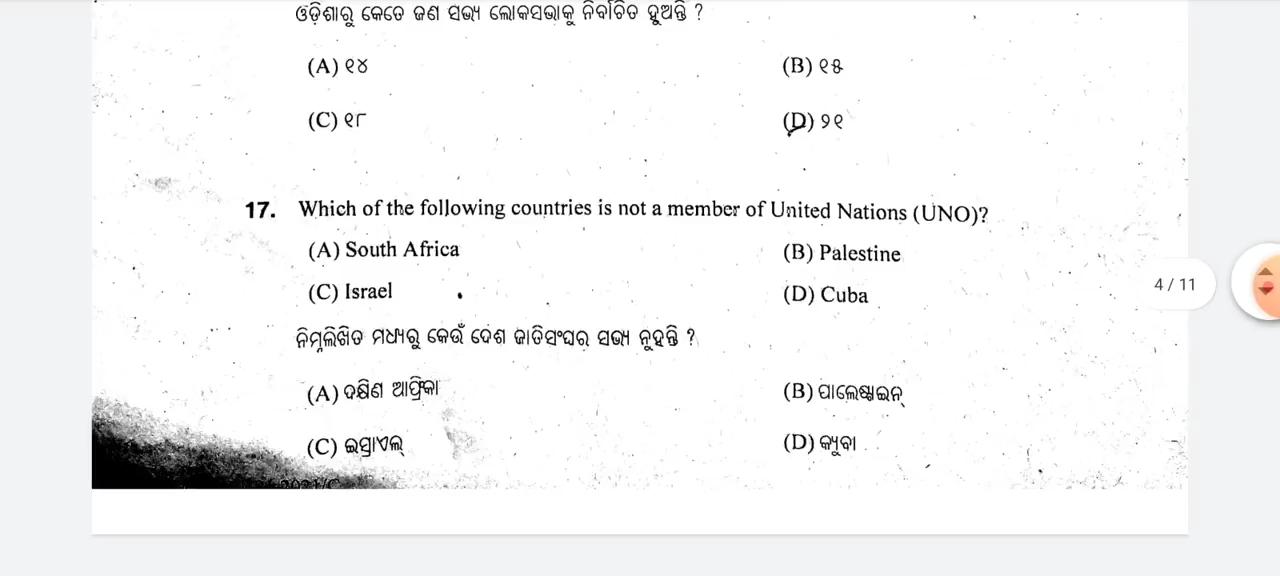 ଓଡ଼ିଶାରୁ କେତେ ଜଣ ସଭ୍ୟ ଲୋକସଭାକୁ ନିର୍ବାଚିତ ହୁଅନ୍ତି ?
(A) ୧୪ (B) ୧୫
(C) ୧୮ (D) ୨୧
17. Which of the following countries is not a member of United Nations (UNO)?
(A) South Africa (B) Palestine
(C) Israel (D) Cuba
4 / 11
ନିମ୍ନଲିଖିତ ମଧ୍ୟରୁ କେଉଁ ଦେଶ ଜାତିସଂଘର ସଭ୍ୟ ନୁହନ୍ତି ?
(A) ଦକ୍ଷିଣ ଆଫ୍ରିକା (B) ପାଲେଷ୍ଟାଇନ୍
(C) ଇସ୍ରାଏଲ୍ (D) କ୍ୟୁବା